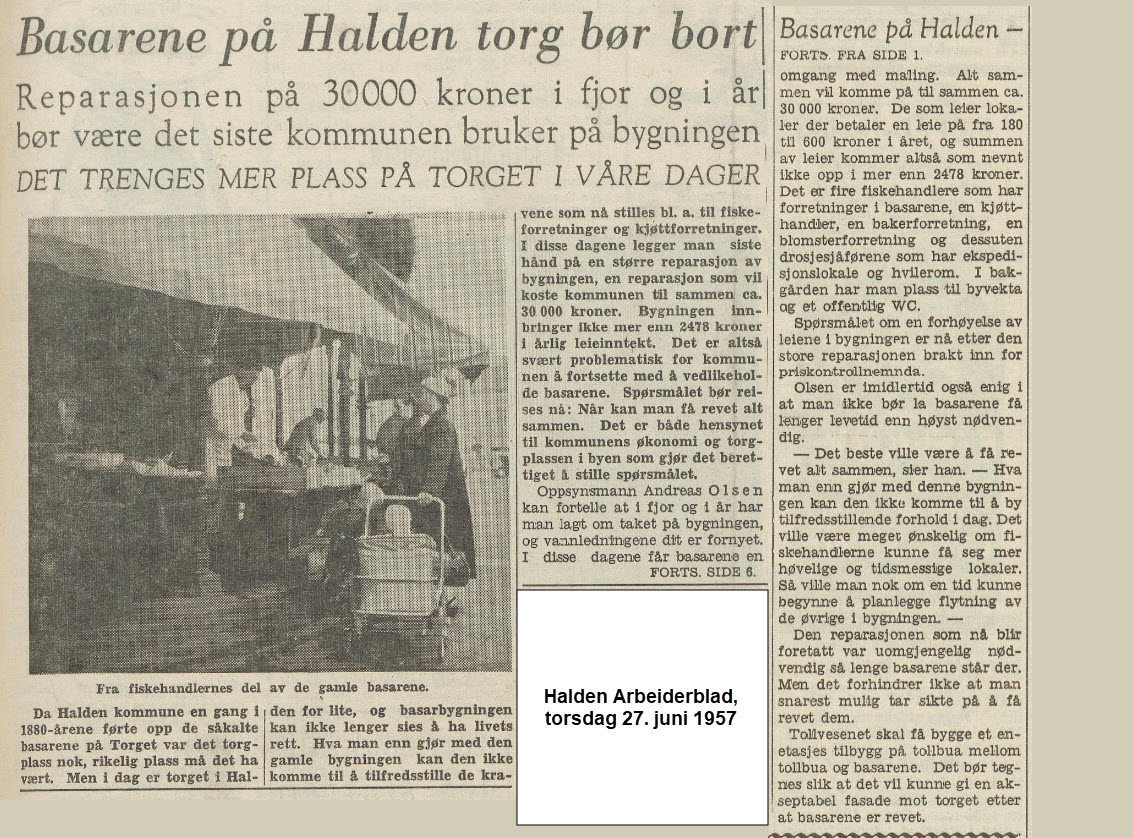 Basarene på Halden torg bør bort
Reparasjonen på 30000 kroner i fjor og i år
bør være det siste kommunen bruker på bygningen
DET TRENGES MER PLASS PÅ TORGET I VÅRE DAGER
Fra fiskehandlernes del av de gamle basarene.
Da Halden kommune en gang i
1880-årene førte opp de såkalte
basarene på Torget var det torg-
plass nok, rikelig plass må det ha
vært. Men i dag er torget i Hal-
den for lite, og basarbygningen
kan ikke lenger sies å ha livets
rett. Hva man enn gjør med den
gamle bygningen kan den ikke
komme til å tilfredsstille de kra-
vene som nå stilles bl. a. til fiske-
forretninger og kjøttforretninger.
I disse dagene legger man siste
hånd på en større reparasjon av
bygningen, en reparasjon som vil
koste kommunen til sammen ca.
30 000 kroner. Bygningen inn-
bringer ikke mer enn 2478 kroner
i årlig leieinntekt. Det er altså
svært problematisk for kommu-
nen å fortsette med å vedlikehol-
de basarene. Spørsmålet bør rei-
ses nå: Når kan man få revet alt
sammen. Det er både hensynet
til kommunens økonomi og torg-
plassen i byen som gjør det beret-
tiget å stille spørsmålet.
Oppsynsmann Andreas Olsen
kan fortelle at i fjor og i år har
man lagt om taket på bygningen,
og vannledningene dit er fornyet.
I disse dagene får basarene en
FORTS. SIDE 6.
Halden Arbeiderblad,
torsdag 27. juni 1957
Basarene på Halden —
FORTS. FRA SIDE 1.
omgang med maling. Alt sam-
men vil komme på til sammen ca.
30 000 kroner. De som leier loka-
ler der betaler en leie på fra 180
til 600 kroner i året, og summen
av leier kommer altså som nevnt
ikke opp i mer enn 2478 kroner.
Det er fire fiskehandlere som har
forretninger i basarene, en kjøtt-
handler, en bakerforretning, en
blomsterforretning og dessuten
drosjesjåførene som har ekspedi-
sjonslokale og hvilerom. I bak-
gården har man plass til byvekta
og et offentlig WC.
Spørsmålet om en forhøyelse av
leiene i bygningen er nå etter den
store reparasjonen brakt inn for
priskontrollnemnda.
Olsen er imidlertid også enig i
at man ikke bør la basarene få
lenger levetid enn høyst nødven-
dig.
— Det beste ville være å få re-
vet alt sammen, sier han. — Hva
man enn gjør med denne bygnin-
gen kan den ikke komme til å by
tilfredsstillende forhold i dag. Det
ville være meget ønskelig om fi-
skehandlerne kunne få seg mer
høvelige og tidsmessige lokaler.
Så ville man nok om en tid kunne
begynne å planlegge flytning av
de øvrige i bygningen. —
Den reparasjonen som nå blir
foretatt var uomgjengelig nød-
vendig så lenge basarene står der.
Men det forhindrer ikke at man
snarest mulig tar sikte på å få
revet dem.
Tollvesenet skal få bygge et en-
etasjes tilbygg på tollbua mellom
tollbua og basarene. Det bør teg-
nes slik at det vil kunne gi en ak-
septabel fasade mot torget etter
at basarene er revet.